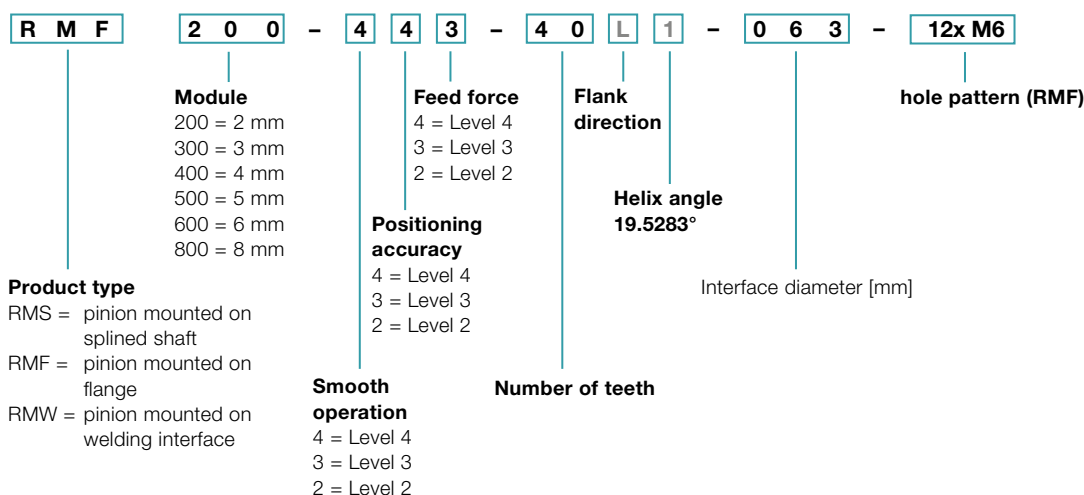 R M F 2 0 0 – 4 4 3 – 4 0 L 1 – 0 6 3 – 12x M6
Module
200 = 2 mm
300 = 3 mm
400 = 4 mm
500 = 5 mm
600 = 6 mm
800 = 8 mm
Feed force
4 = Level 4
3 = Level 3
2 = Level 2
Flank
direction
hole pattern (RMF)
Helix angle
19.5283°
Positioning
accuracy
4 = Level 4
3 = Level 3
2 = Level 2
Interface diameter [mm]
Product type
RMS = pinion mounted on
splined shaft
RMF = pinion mounted on
flange
RMW = pinion mounted on
welding interface
Smooth
operation
4 = Level 4
3 = Level 3
2 = Level 2
Number of teeth